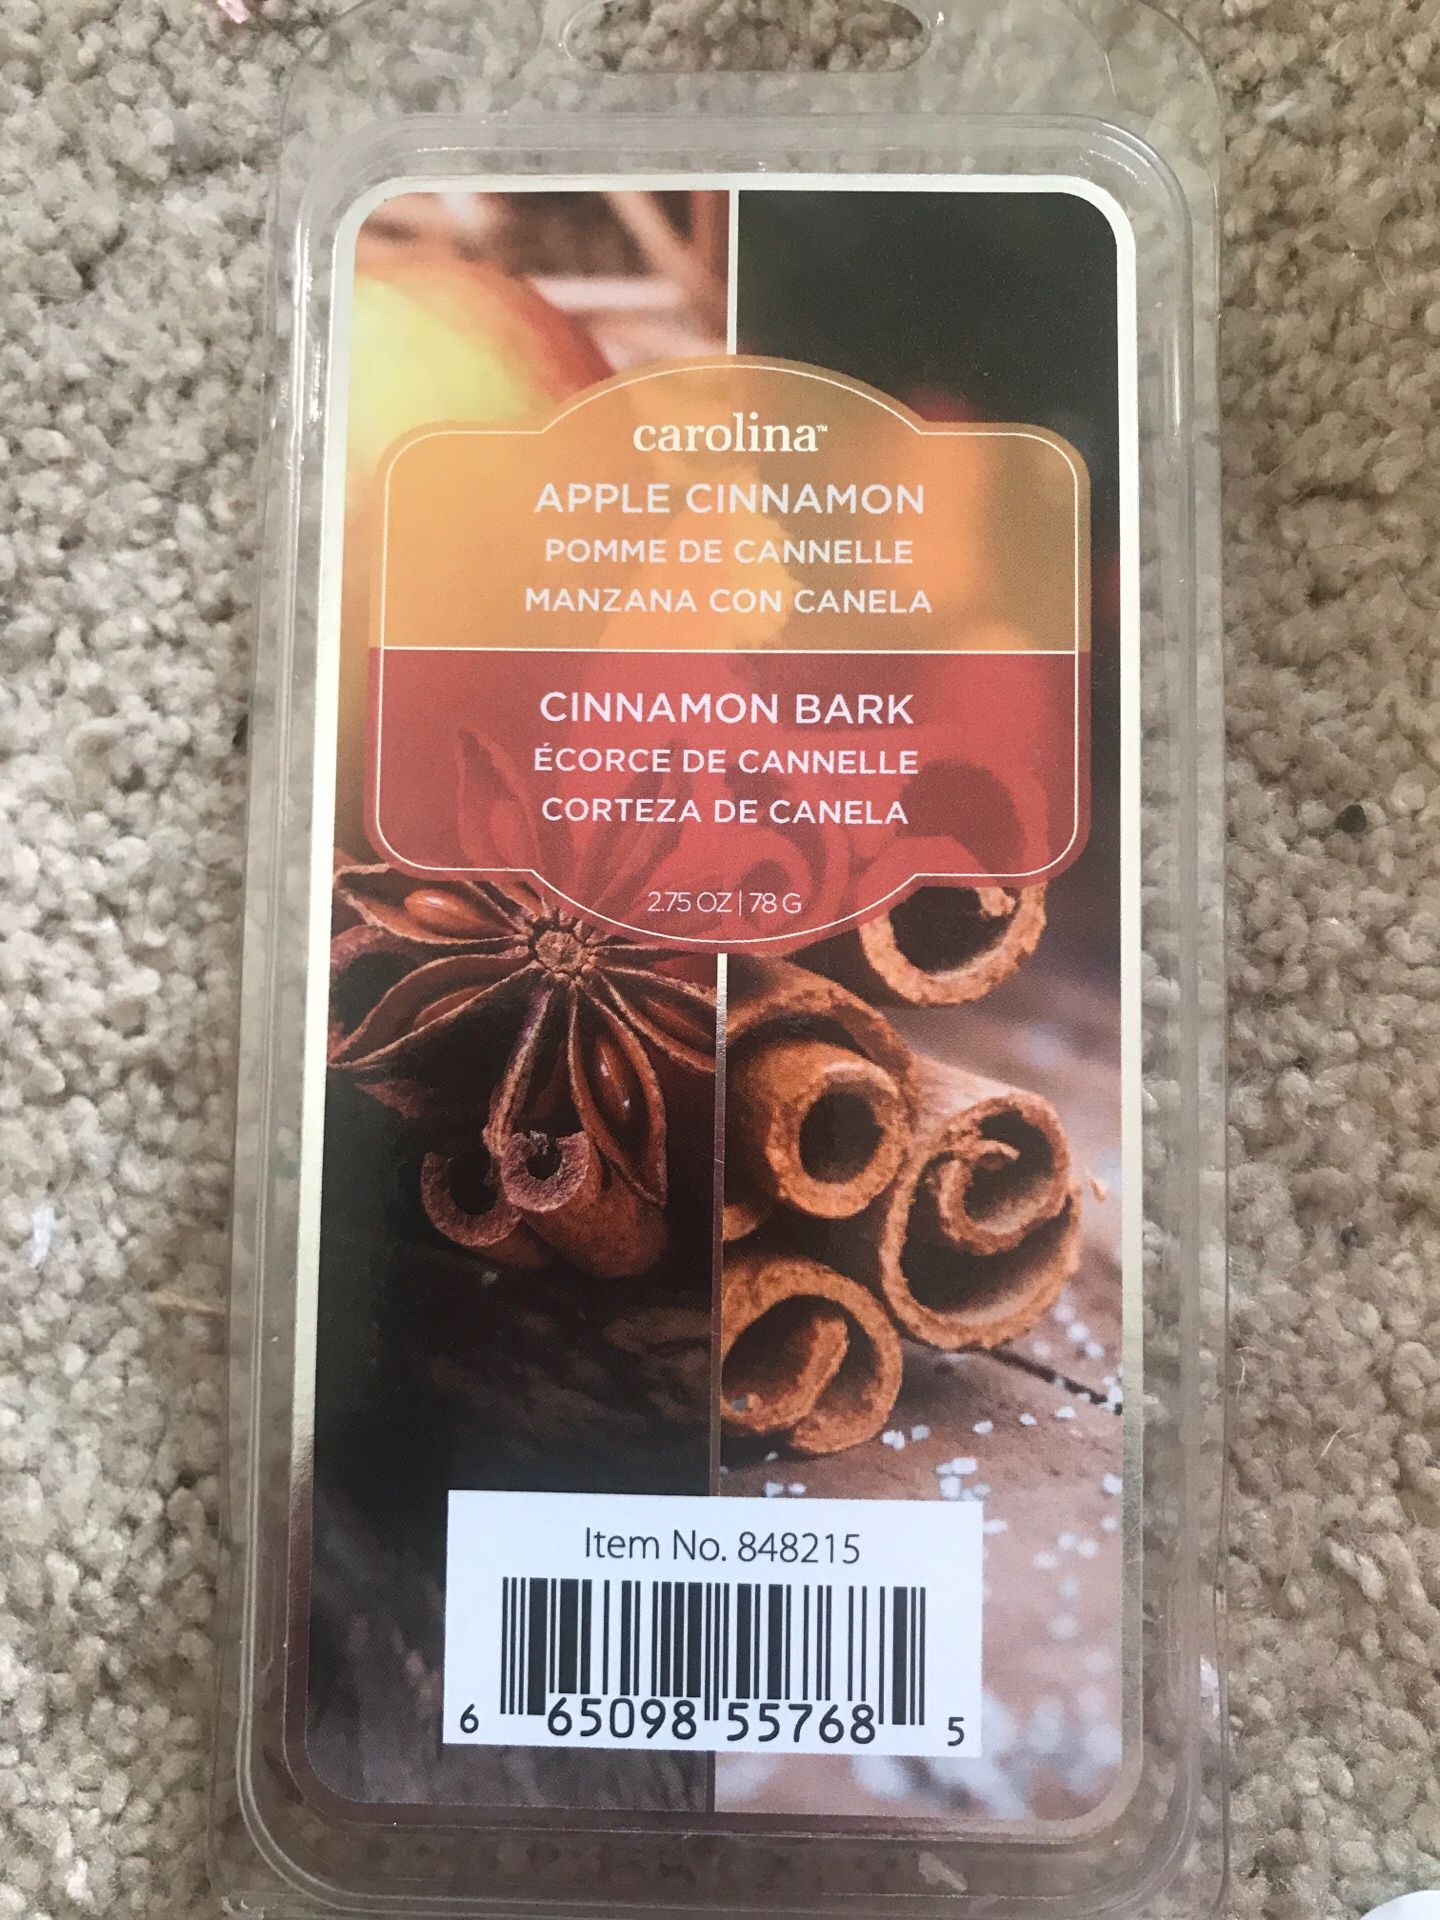 carolina™
APPLE CINNAMON
POMME DE CANNELLE
MANZANA CON CANELA
CINNAMON BARK
ÉCORCE DE CANNELLE
CORTEZA DE CANELA
2.75 OZ | 78 G
Item No. 848215
6 65098 55768 5